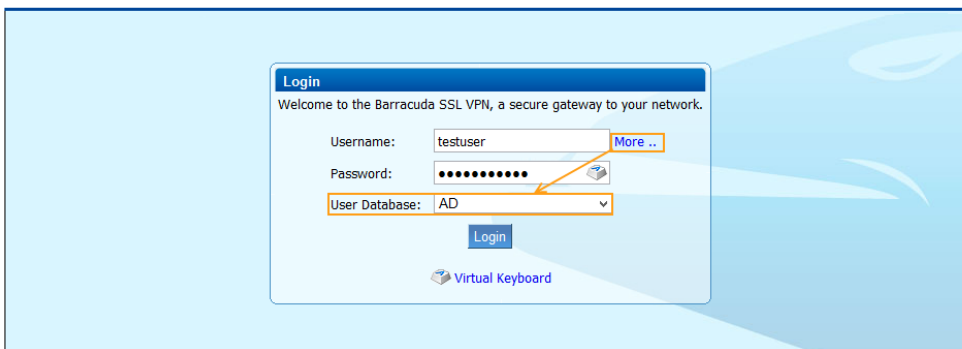 Login
Welcome to the Barracuda SSL VPN, a secure gateway to your network.
Username: testuser More ..
Password: ●●●●●●●●●●●
User Database: AD
Login
Virtual Keyboard